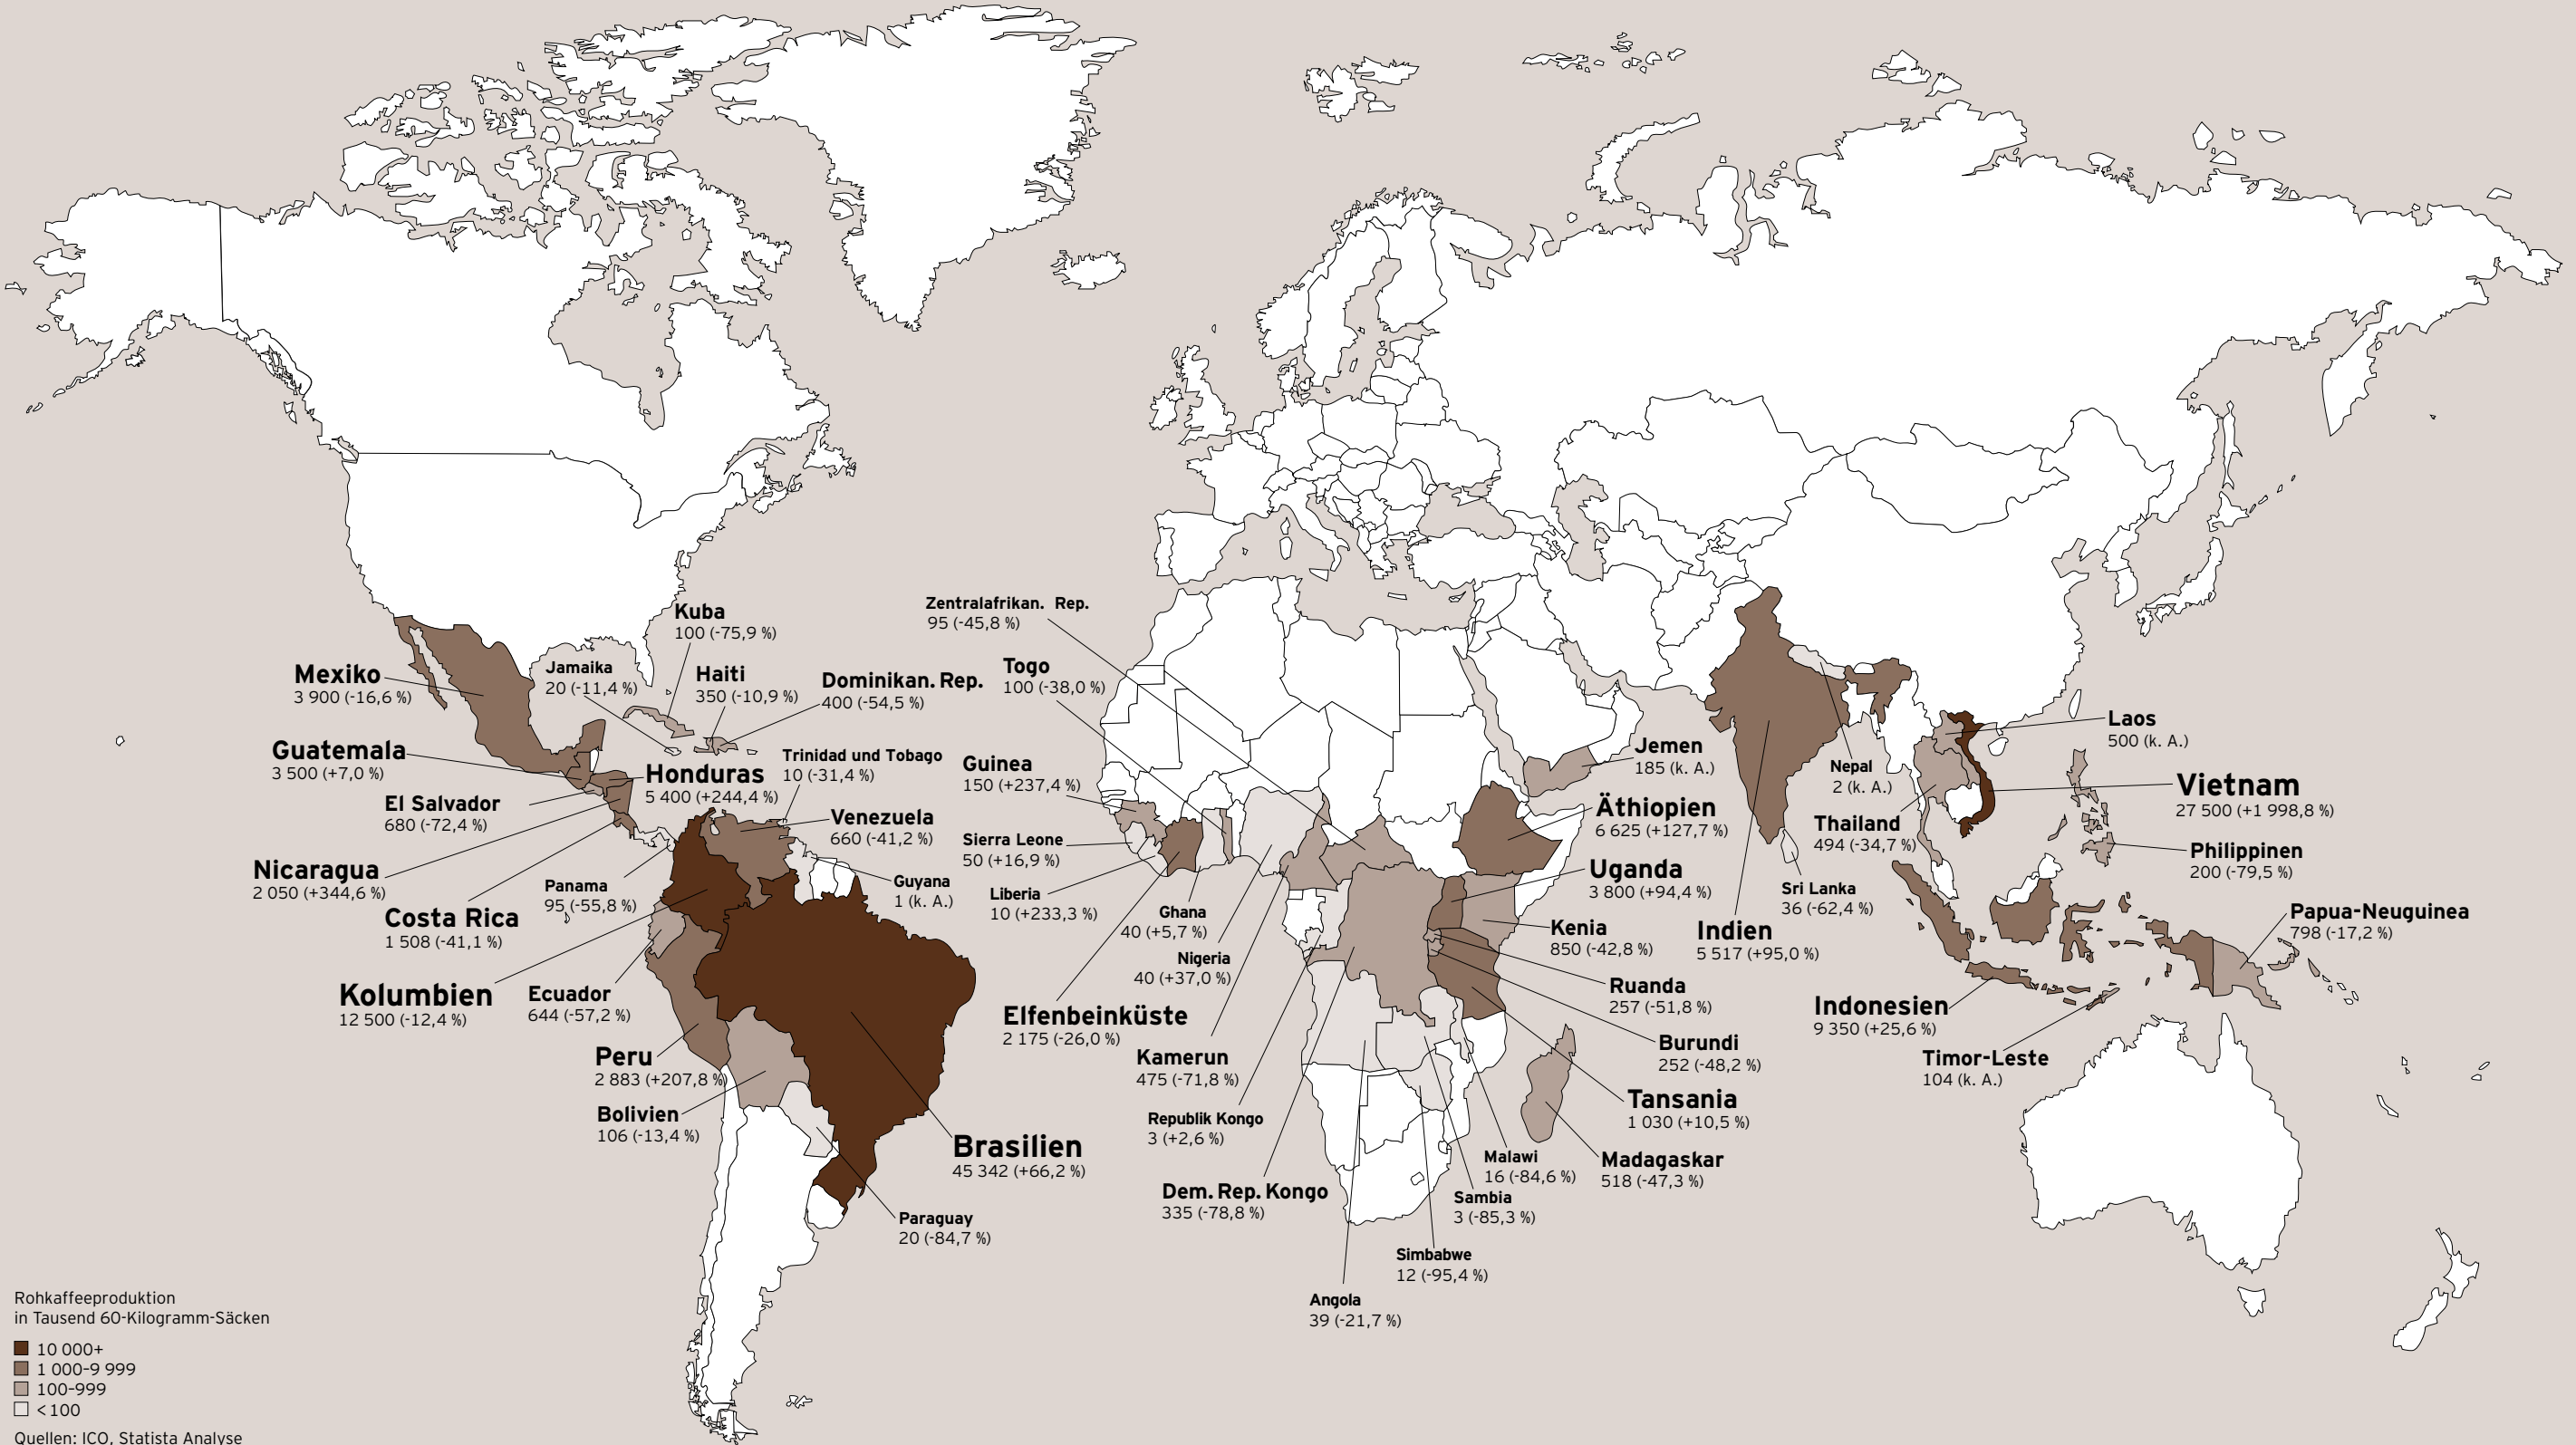 Kuba
100 (-75,9 %)
Mexiko
3 900 (-16,6 %)
Jamaika
20 (-11,4 %)
Haiti
350 (-10,9 %)
Dominikan. Rep.
400 (-54,5 %)
Guatemala
3 500 (+7,0 %)
Honduras
5 400 (+244,4 %)
Trinidad und Tobago
10 (-31,4 %)
El Salvador
680 (-72,4 %)
Venezuela
660 (-41,2 %)
Nicaragua
2 050 (+344,6 %)
Panama
95 (-55,8 %)
Guyana
1 (k. A.)
Costa Rica
1 508 (-41,1 %)
Kolumbien
12 500 (-12,4 %)
Ecuador
644 (-57,2 %)
Peru
2 883 (+207,8 %)
Bolivien
106 (-13,4 %)
Brasilien
45 342 (+66,2 %)
Paraguay
20 (-84,7 %)
Zentralafrikan. Rep.
95 (-45,8 %)
Togo
100 (-38,0 %)
Guinea
150 (+237,4 %)
Sierra Leone
50 (+16,9 %)
Liberia
10 (+233,3 %)
Ghana
40 (+5,7 %)
Nigeria
40 (+37,0 %)
Elfenbeinküste
2 175 (-26,0 %)
Kamerun
475 (-71,8 %)
Republik Kongo
3 (+2,6 %)
Dem. Rep. Kongo
335 (-78,8 %)
Angola
39 (-21,7 %)
Simbabwe
12 (-95,4 %)
Sambia
3 (-85,3 %)
Malawi
16 (-84,6 %)
Madagaskar
518 (-47,3 %)
Tansania
1 030 (+10,5 %)
Burundi
252 (-48,2 %)
Ruanda
257 (-51,8 %)
Kenia
850 (-42,8 %)
Uganda
3 800 (+94,4 %)
Äthiopien
6 625 (+127,7 %)
Jemen
185 (k. A.)
Indien
5 517 (+95,0 %)
Nepal
2 (k. A.)
Sri Lanka
36 (-62,4 %)
Thailand
494 (-34,7 %)
Laos
500 (k. A.)
Vietnam
27 500 (+1 998,8 %)
Philippinen
200 (-79,5 %)
Papua-Neuguinea
798 (-17,2 %)
Indonesien
9 350 (+25,6 %)
Timor-Leste
104 (k. A.)
Rohkaffeeproduktion
in Tausend 60-Kilogramm-Säcken
10 000+
1 000-9 999
100-999
< 100
Quellen: ICO, Statista Analyse